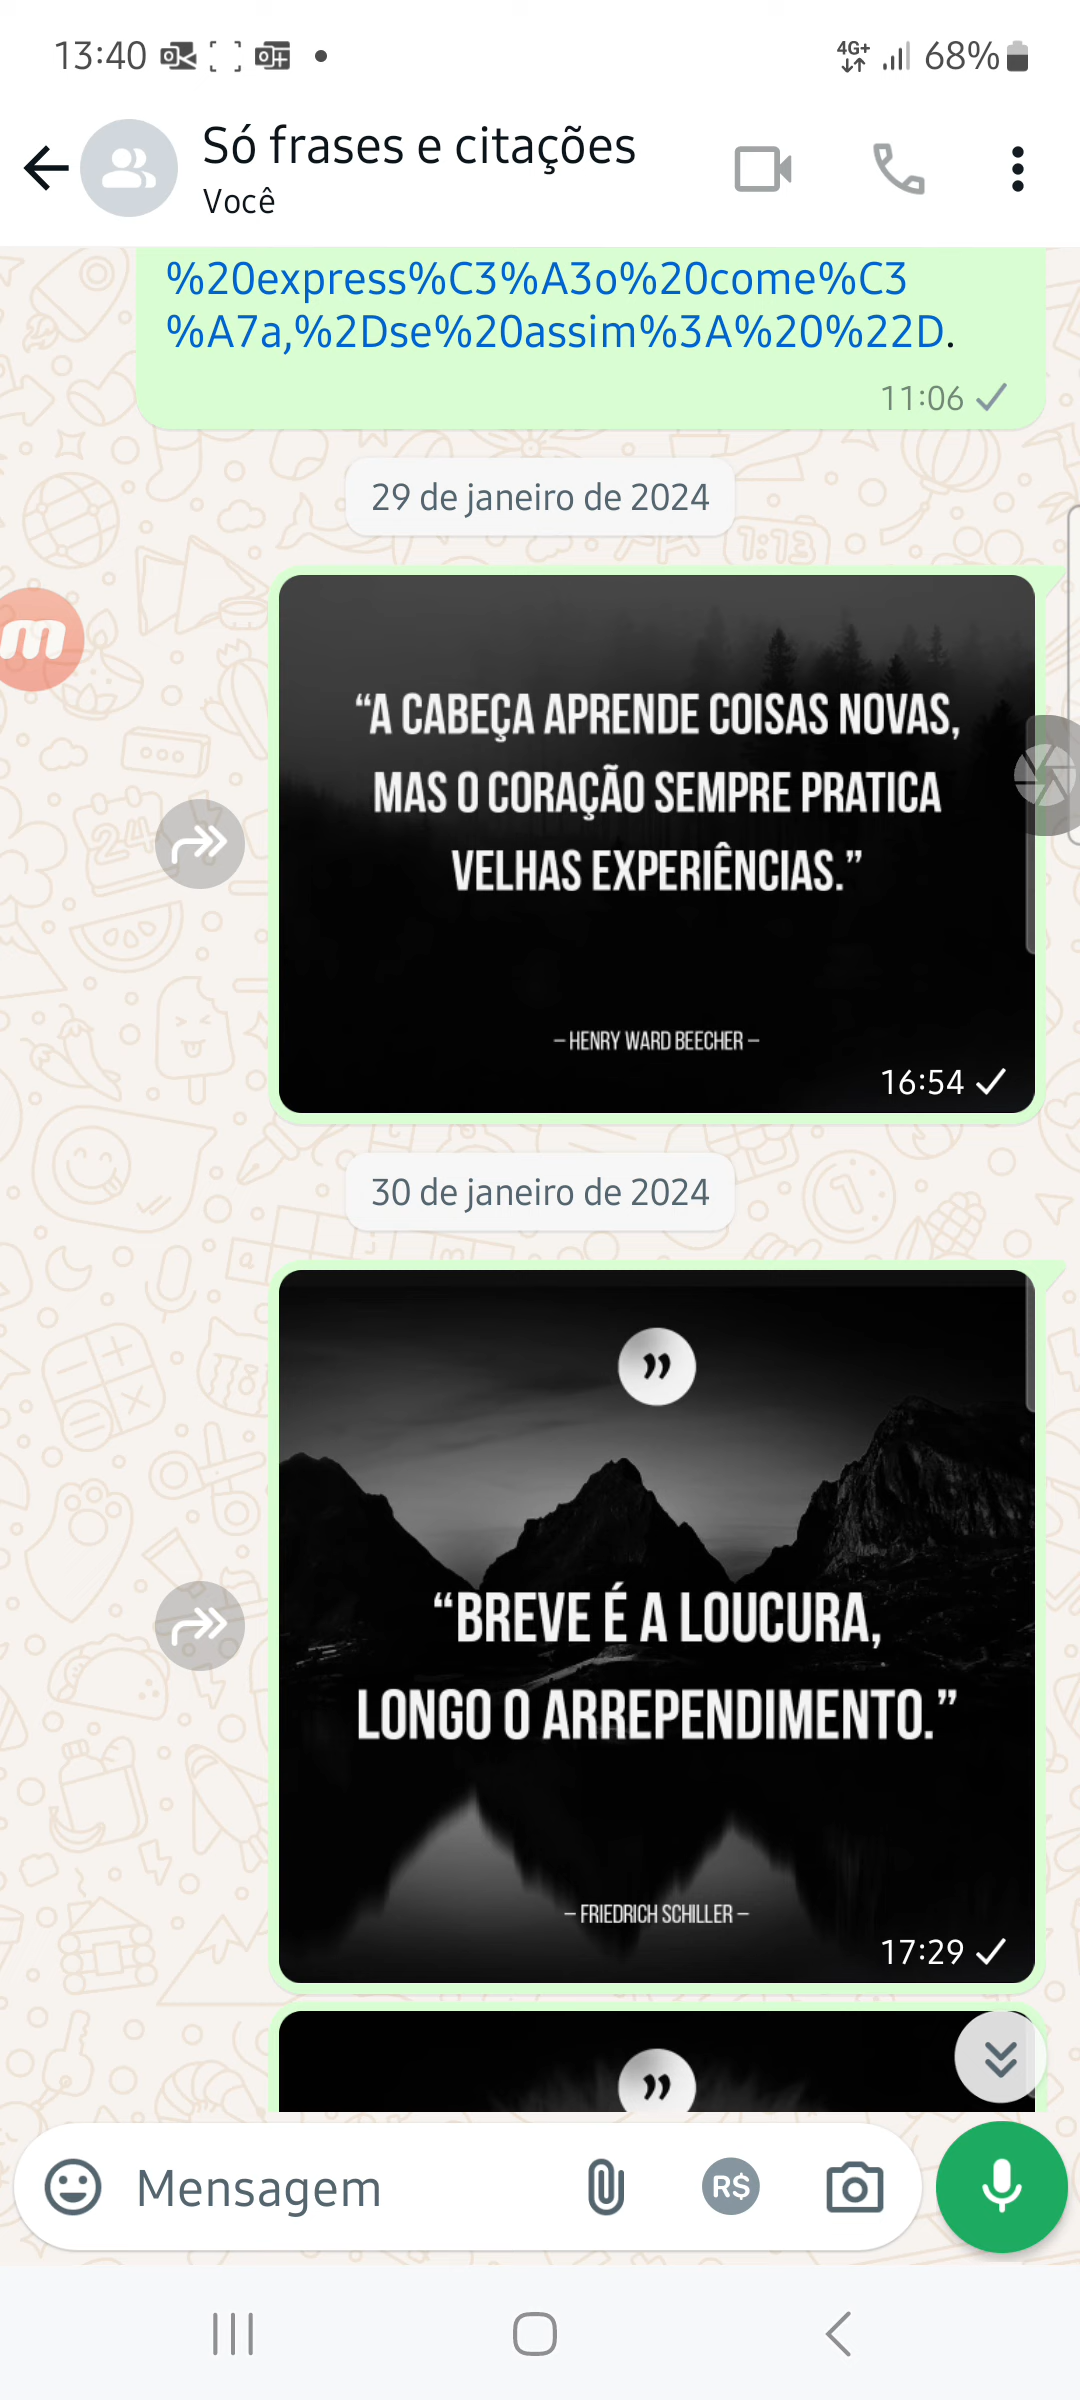 13:40
4G+ 68%
Só frases e citações
Você
%20express%C3%A3o%20come%C3
%A7a,%2Dse%20assim%3A%20%22D.
11:06
29 de janeiro de 2024
m
“A CABEÇA APRENDE COISAS NOVAS,
MAS O CORAÇÃO SEMPRE PRATICA
VELHAS EXPERIÊNCIAS.”
– HENRY WARD BEECHER –
16:54
30 de janeiro de 2024
”
“BREVE É A LOUCURA,
LONGO O ARREPENDIMENTO.”
– FRIEDRICH SCHILLER –
17:29
”
Mensagem
R$